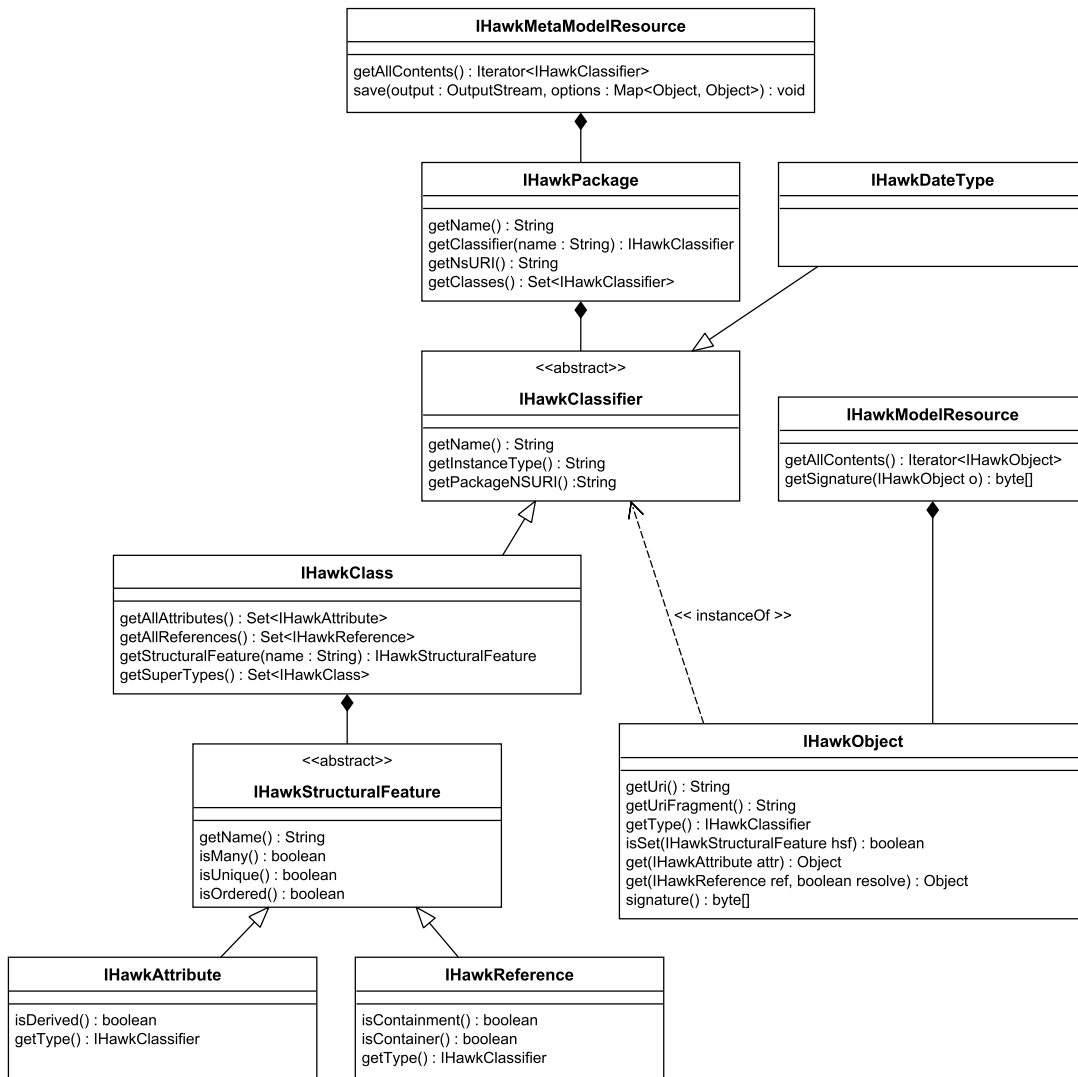 IHawkMetaModelResource
getAllContents() : Iterator<IHawkClassifier>
save(output : OutputStream, options : Map<Object, Object>) : void
IHawkPackage
getName() : String
getClassifier(name : String) : IHawkClassifier
getNsURI() : String
getClasses() : Set<IHawkClassifier>
IHawkDateType
<<abstract>>
IHawkClassifier
getName() : String
getInstanceType() : String
getPackageNSURI() :String
IHawkModelResource
getAllContents() : Iterator<IHawkObject>
getSignature(IHawkObject o) : byte[]
IHawkClass
getAllAttributes() : Set<IHawkAttribute>
getAllReferences() : Set<IHawkReference>
getStructuralFeature(name : String) : IHawkStructuralFeature
getSuperTypes() : Set<IHawkClass>
<< instanceOf >>
<<abstract>>
IHawkStructuralFeature
getName() : String
isMany() : boolean
isUnique() : boolean
isOrdered() : boolean
IHawkObject
getUri() : String
getUriFragment() : String
getType() : IHawkClassifier
isSet(IHawkStructuralFeature hsf) : boolean
get(IHawkAttribute attr) : Object
get(IHawkReference ref, boolean resolve) : Object
signature() : byte[]
IHawkAttribute
isDerived() : boolean
getType() : IHawkClassifier
IHawkReference
isContainment() : boolean
isContainer() : boolean
getType() : IHawkClassifier